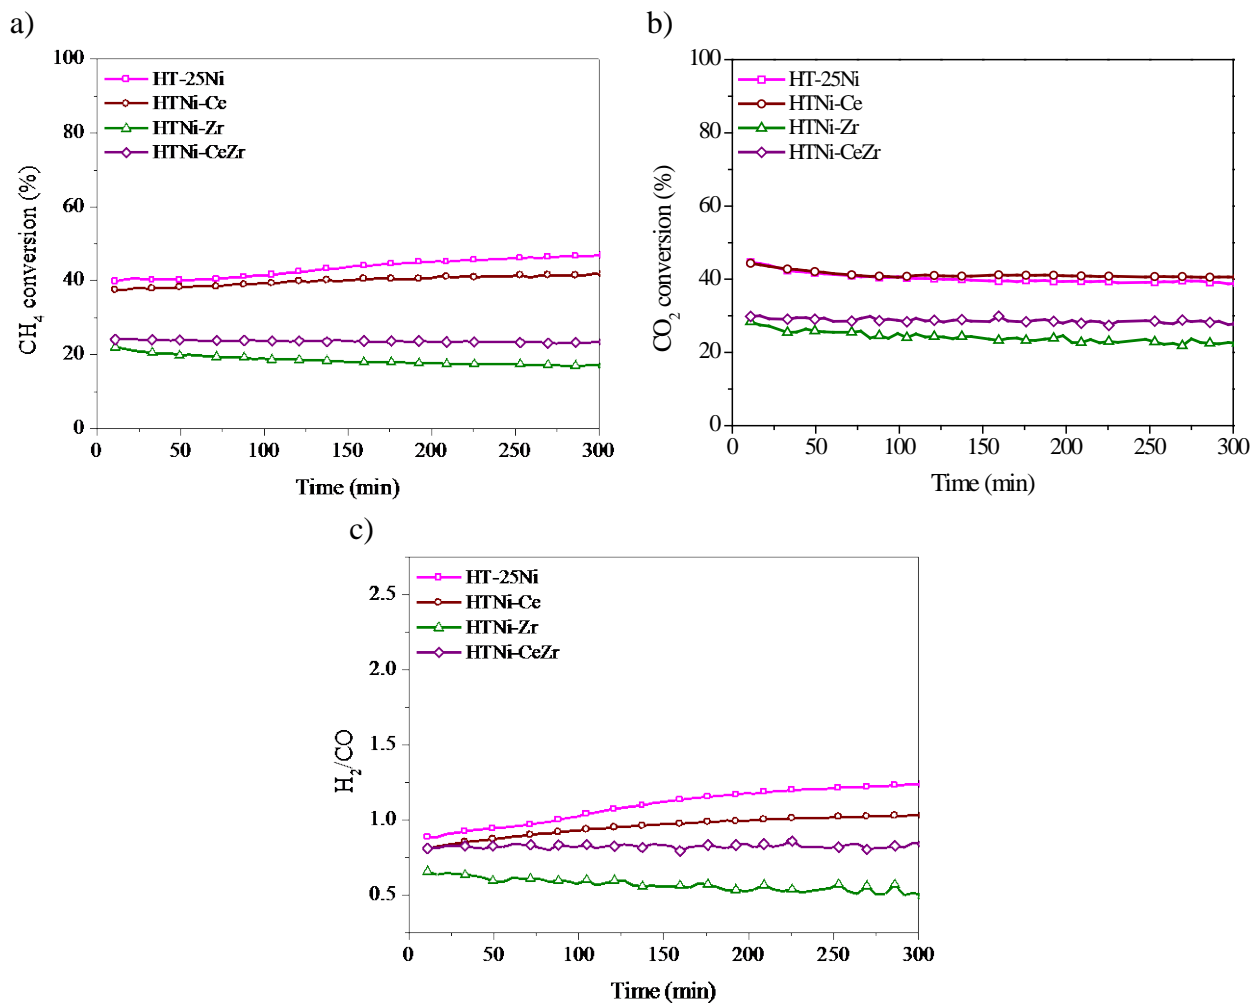 a)
100
80
60
40
20
0
CH4 conversion (%)
HT-25Ni
HTNi-Ce
HTNi-Zr
HTNi-CeZr
0 50 100 150 200 250 300
Time (min)
b)
100
80
60
40
20
0
CO2 conversion (%)
HT-25Ni
HTNi-Ce
HTNi-Zr
HTNi-CeZr
0 50 100 150 200 250 300
Time (min)
c)
2.5
2.0
1.5
1.0
0.5
H2/CO
HT-25Ni
HTNi-Ce
HTNi-Zr
HTNi-CeZr
0 50 100 150 200 250 300
Time (min)